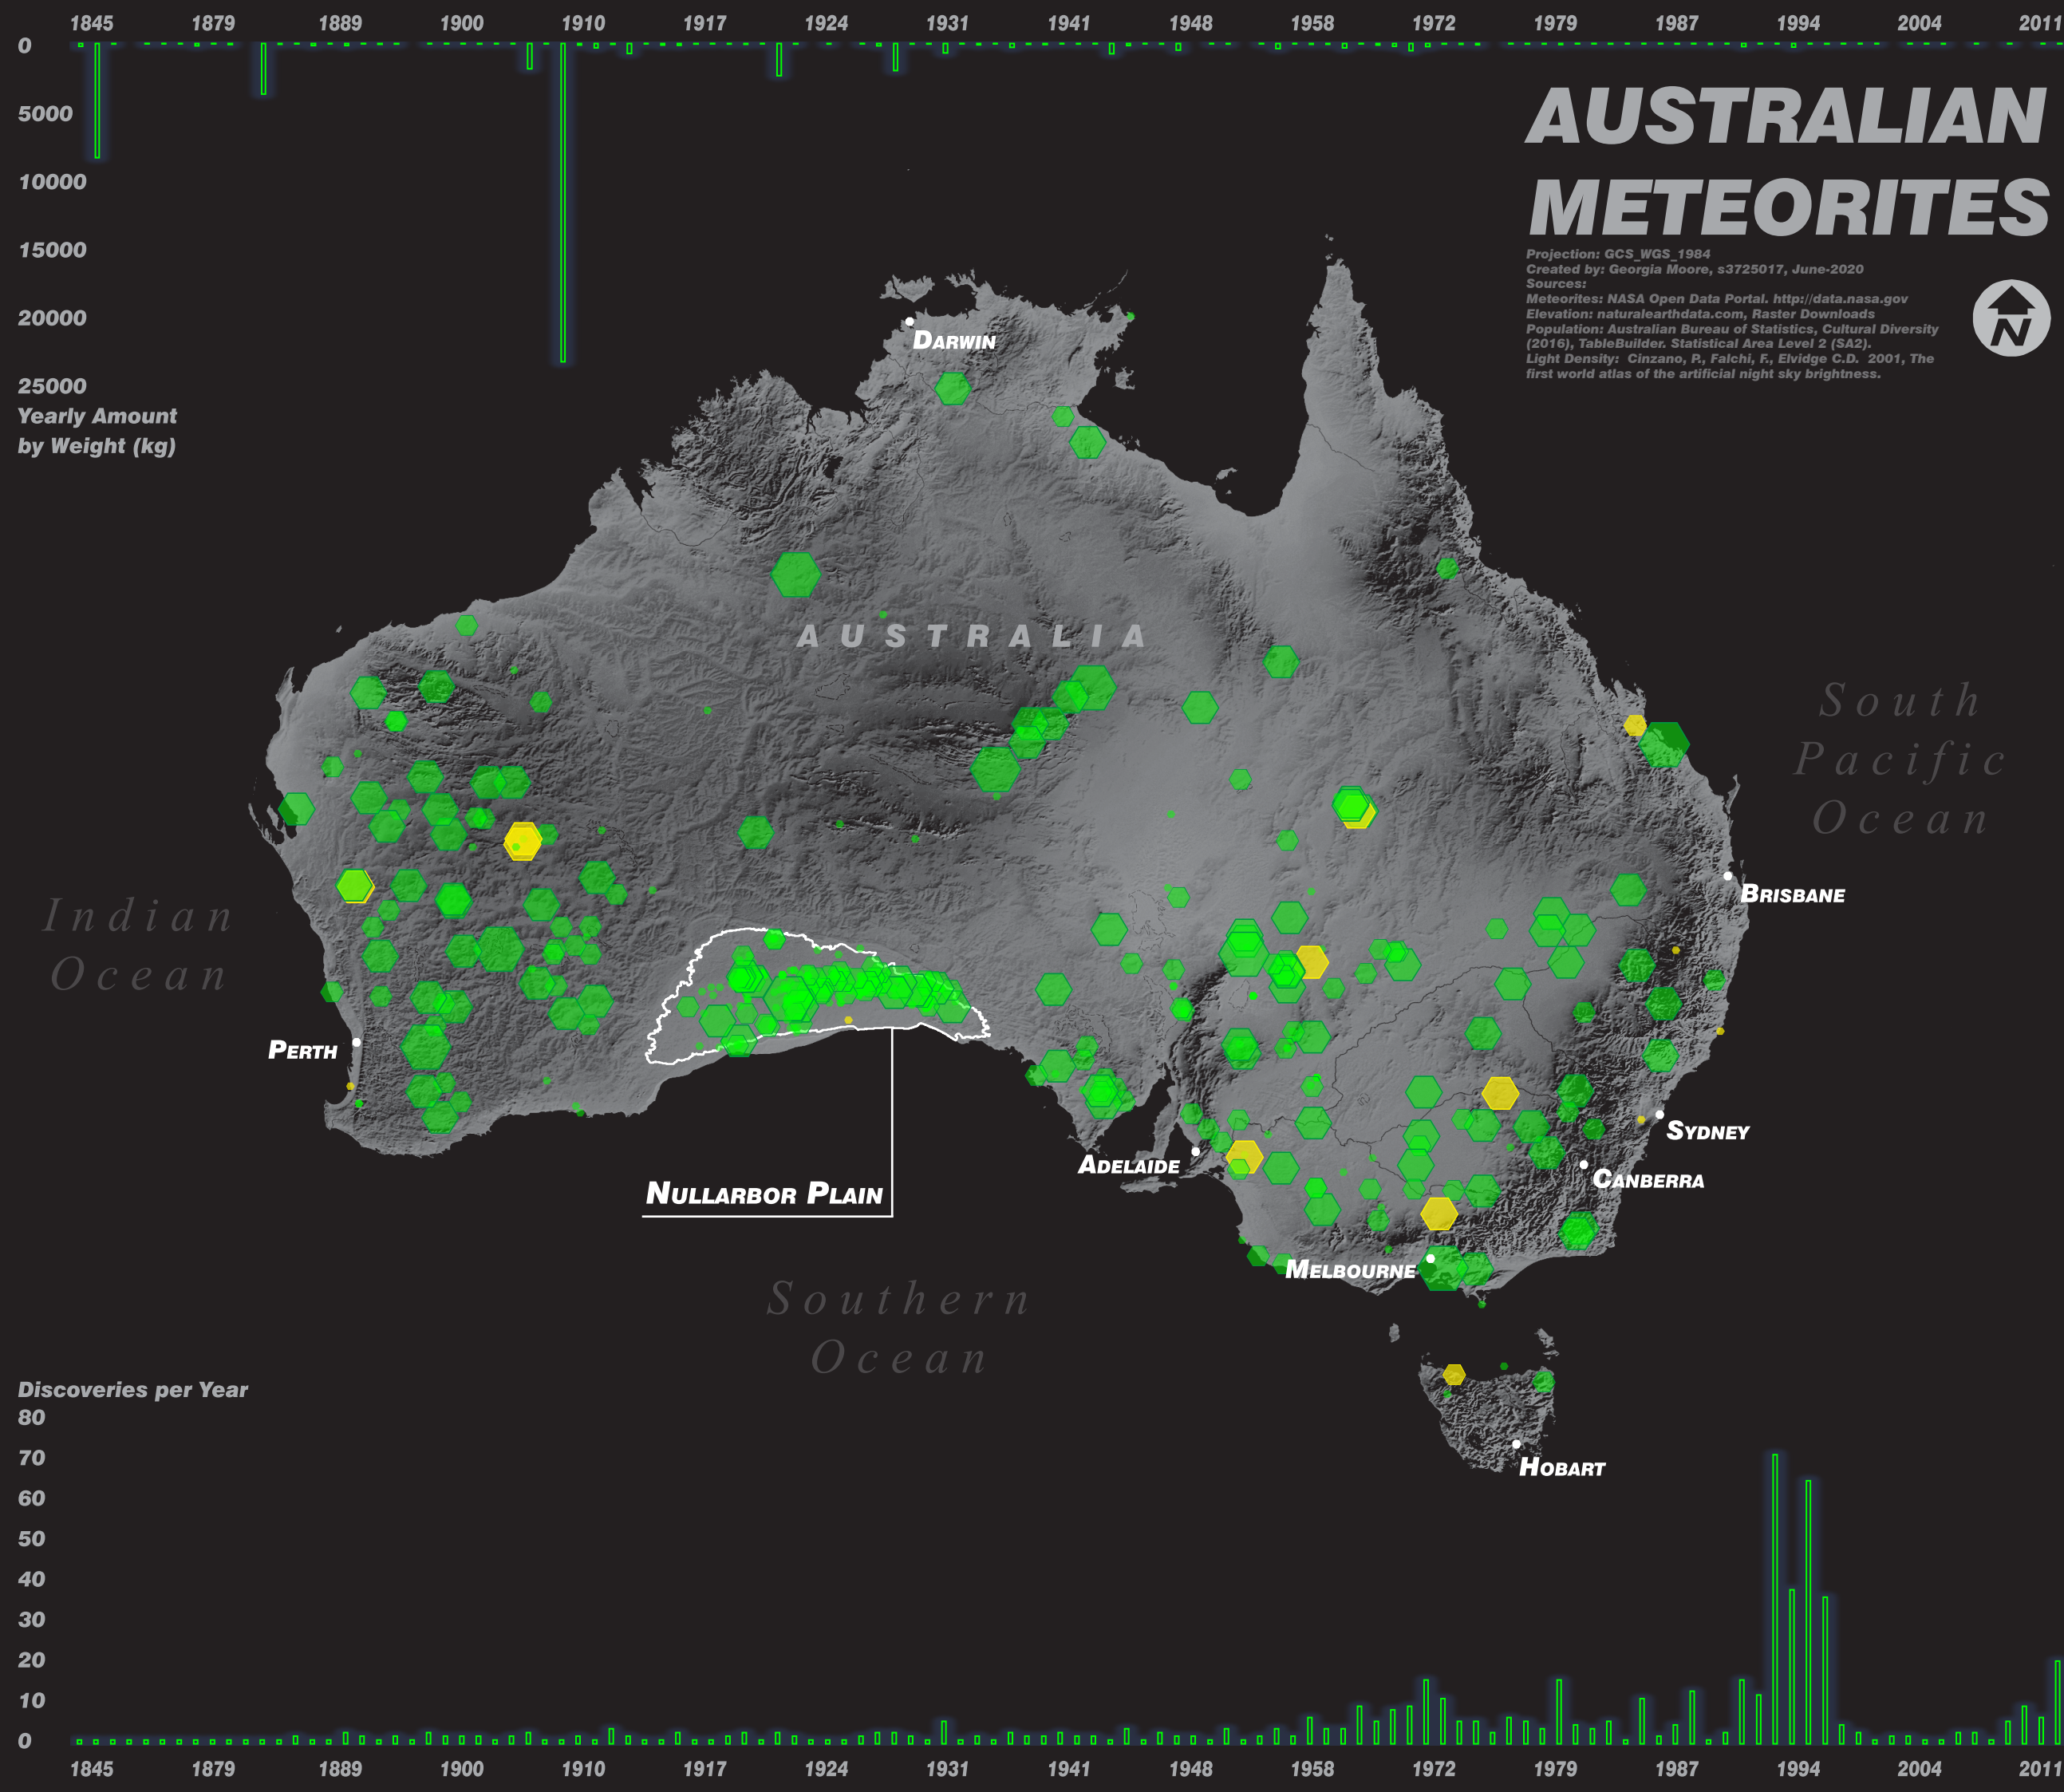 1845 1879 1889 1900 1910 1917 1924 1931 1941 1948 1958 1972 1979 1987 1994 2004 2011
0
5000
10000
15000
20000
25000
Yearly Amount
by Weight (kg)
AUSTRALIAN
METEORITES
Projection: GCS_WGS_1984
Created by: Georgia Moore, s3725017, June-2020
Sources:
Meteorites: NASA Open Data Portal. http://data.nasa.gov
Elevation: naturalearthdata.com, Raster Downloads
Population: Australian Bureau of Statistics, Cultural Diversity
(2016), TableBuilder. Statistical Area Level 2 (SA2).
Light Density: Cinzano, P., Falchi, F., Elvidge C.D. 2001, The
first world atlas of the artificial night sky brightness.
N
DARWIN
AUSTRALIA
South
Pacific
Ocean
Indian
Ocean
BRISBANE
PERTH
SYDNEY
ADELAIDE
CANBERRA
NULLARBOR PLAIN
MELBOURNE
Southern
Ocean
HOBART
Discoveries per Year
80
70
60
50
40
30
20
10
0
1845 1879 1889 1900 1910 1917 1924 1931 1941 1948 1958 1972 1979 1987 1994 2004 2011